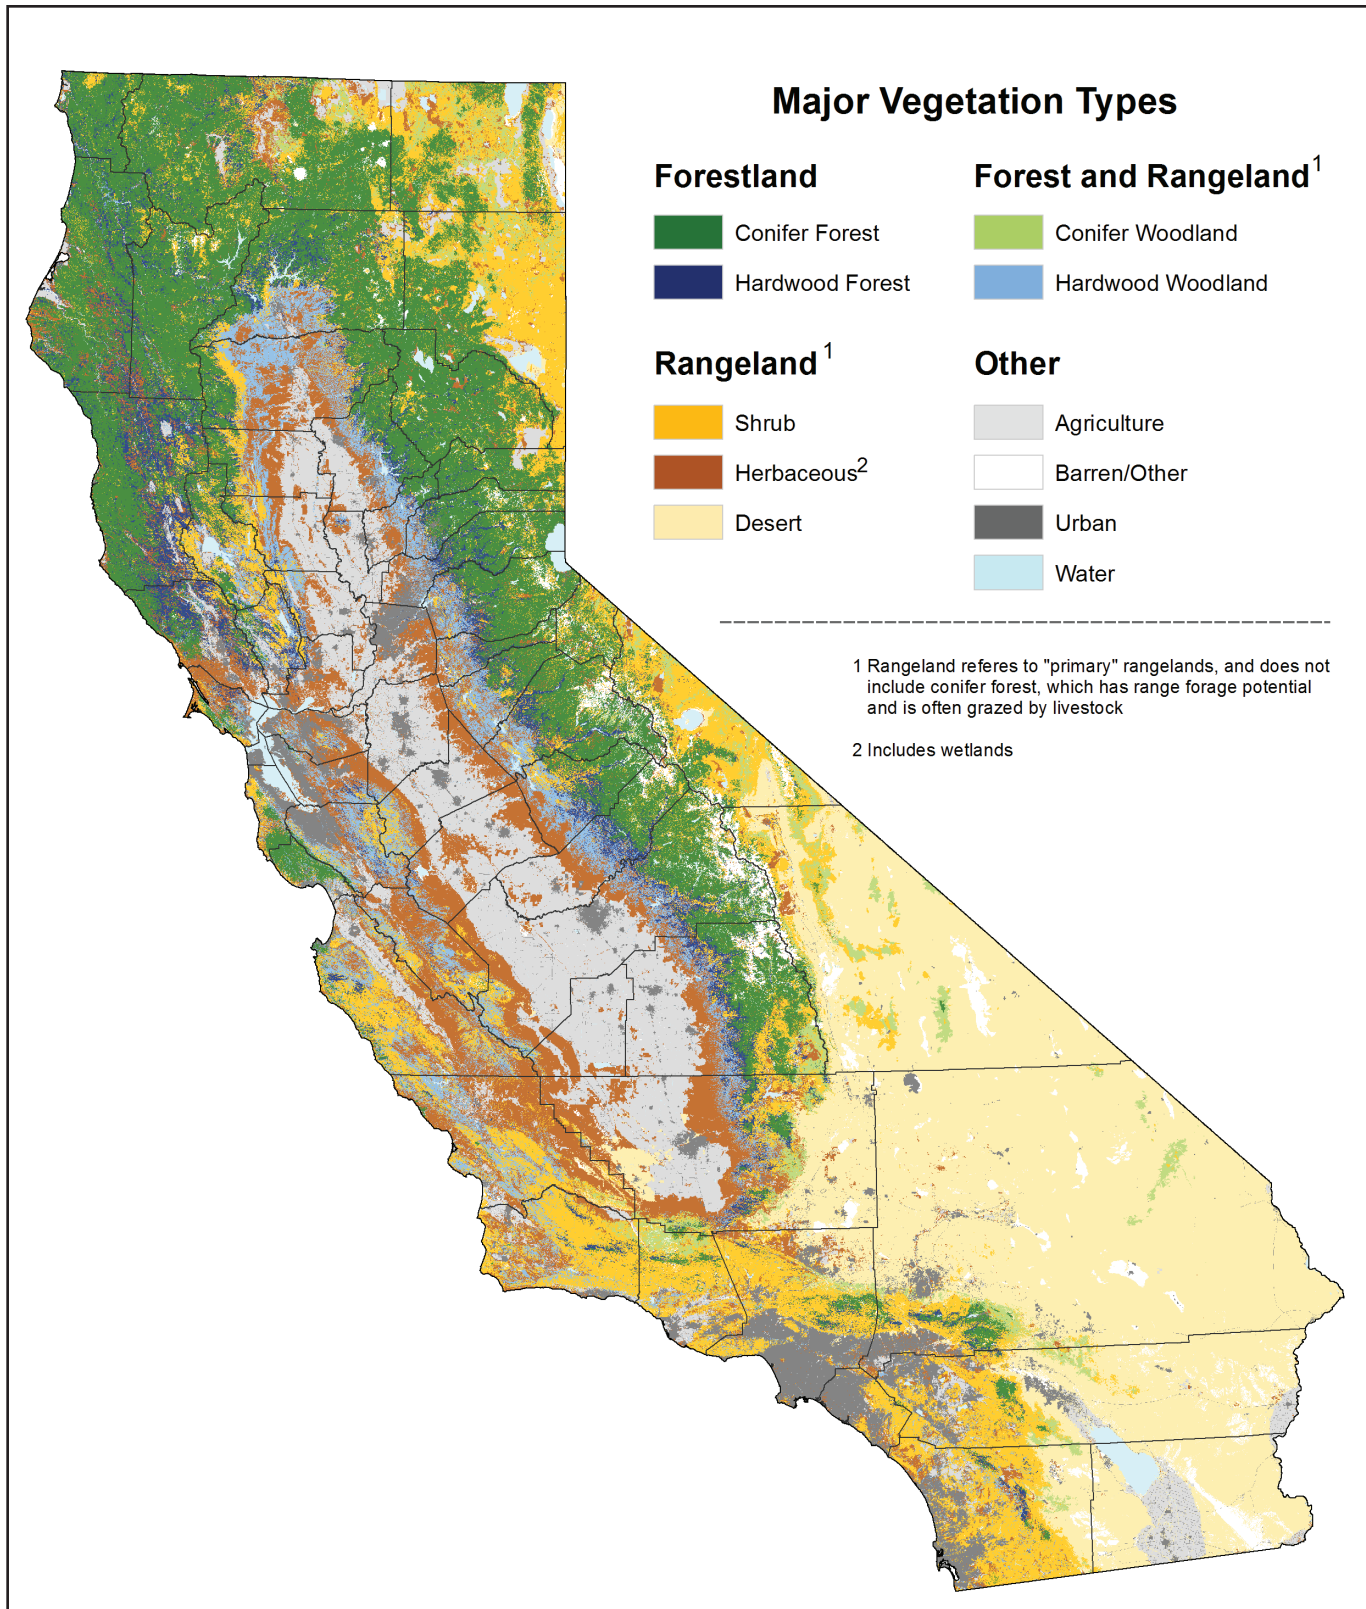 Major Vegetation Types
Forestland
Conifer Forest
Hardwood Forest
Forest and Rangeland1
Conifer Woodland
Hardwood Woodland
Rangeland 1
Shrub
Herbaceous2
Desert
Other
Agriculture
Barren/Other
Urban
Water
1 Rangeland referes to "primary" rangelands, and does not
include conifer forest, which has range forage potential
and is often grazed by livestock
2 Includes wetlands